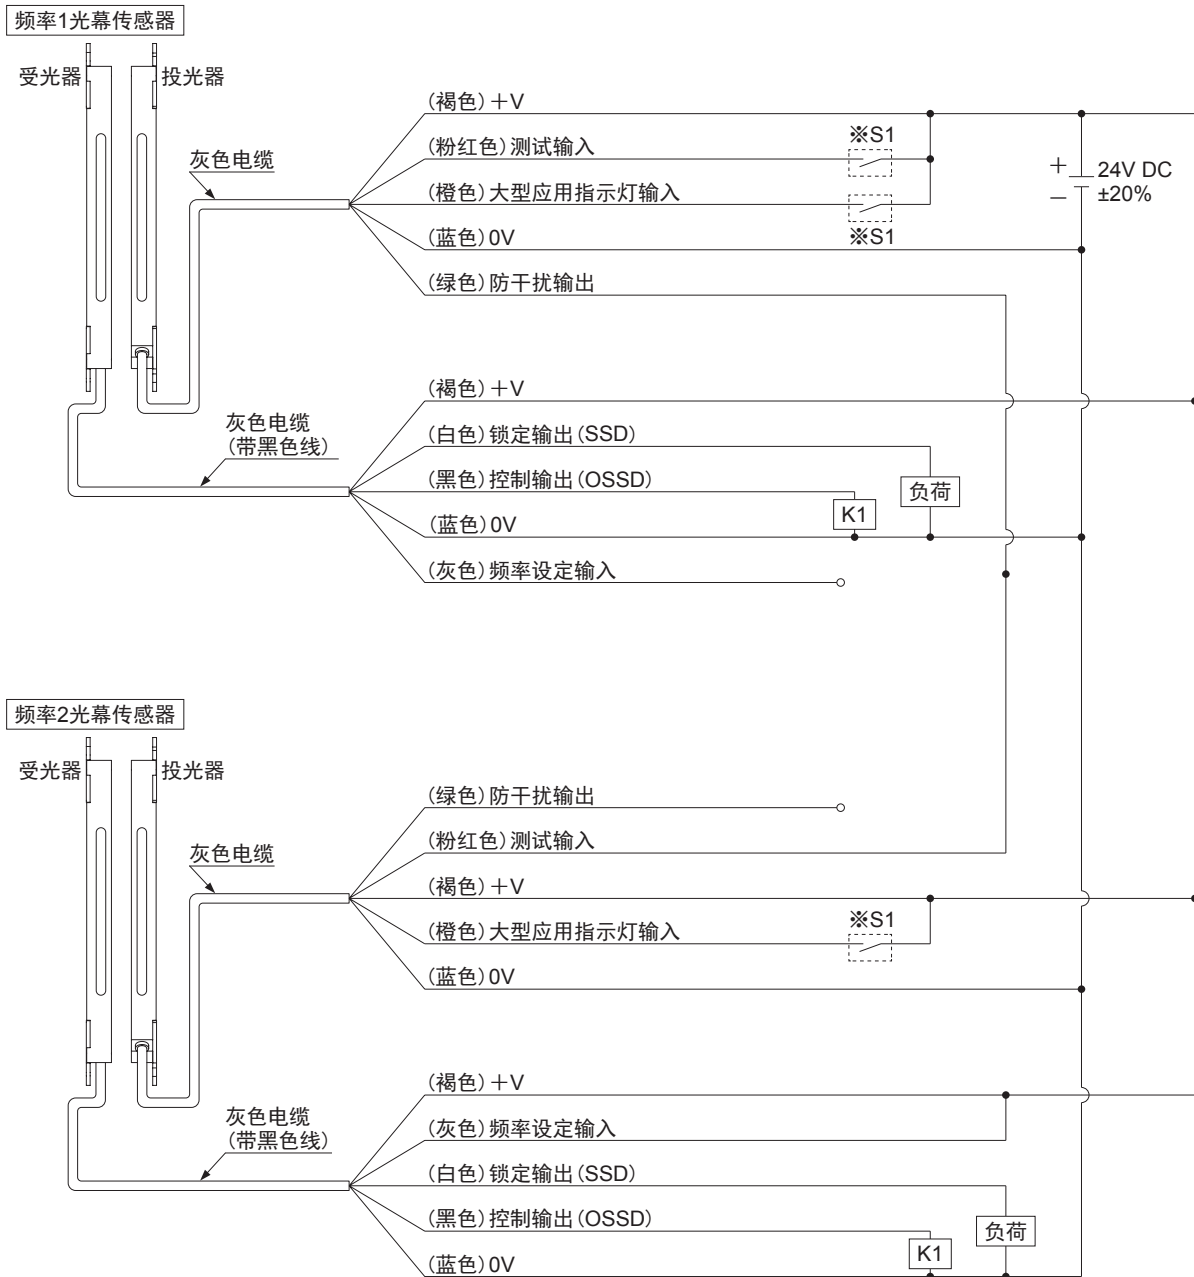 频率1光幕传感器
受光器
投光器
灰色电缆
(褐色)＋V
(粉红色)测试输入
※S1
(橙色)大型应用指示灯输入
※S1
(蓝色)0V
(绿色)防干扰输出
＋
－
24V DC
±20%
灰色电缆
(带黑色线)
(褐色)＋V
(白色)锁定输出(SSD)
(黑色)控制输出(OSSD)
(蓝色)0V
(灰色)频率设定输入
K1
负荷
频率2光幕传感器
受光器
投光器
灰色电缆
(绿色)防干扰输出
(粉红色)测试输入
(褐色)＋V
(橙色)大型应用指示灯输入
※S1
(蓝色)0V
灰色电缆
(带黑色线)
(褐色)＋V
(灰色)频率设定输入
(白色)锁定输出(SSD)
(黑色)控制输出(OSSD)
(蓝色)0V
K1
负荷